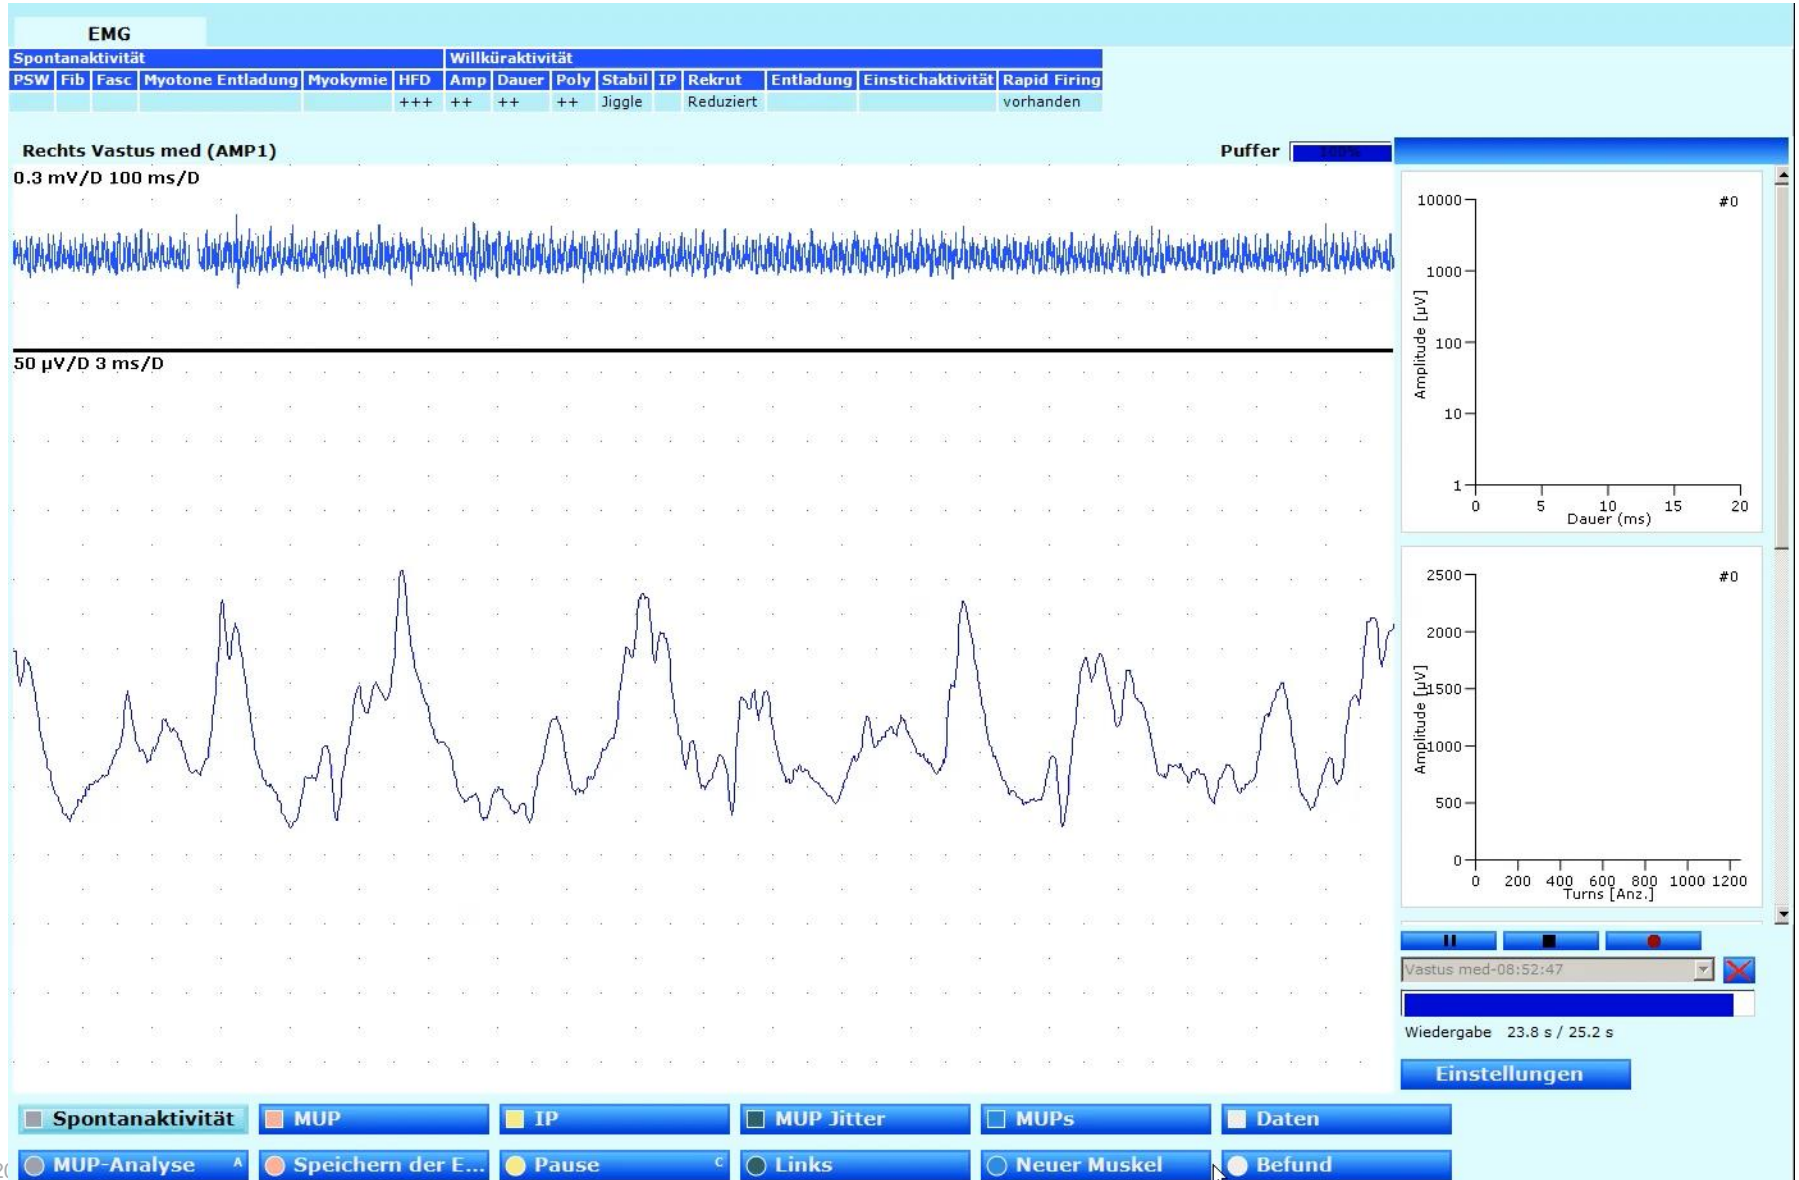 EMG
Spontanaktivität Willküraktivität
PSW Fib Fasc Myotone Entladung Myokymie HFD Amp Dauer Poly Stabil IP Rekrut Entladung Einstichaktivität Rapid Firing
+++ ++ ++ ++ Jiggle Reduziert vorhanden
Rechts Vastus med (AMP1) Puffer 100%
0.3 mV/D 100 ms/D
50 µV/D 3 ms/D
#0
10000
1000
100
10
1
Amplitude [µV]
0 5 10 15 20
Dauer (ms)
#0
2500
2000
1500
1000
500
0
Amplitude [µV]
0 200 400 600 800 1000 1200
Turns [Anz.]
Vastus med-08:52:47
Wiedergabe 23.8 s / 25.2 s
Einstellungen
Spontanaktivität MUP IP MUP Jitter MUPs Daten
MUP-Analyse A Speichern der E... Pause C Links Neuer Muskel Befund